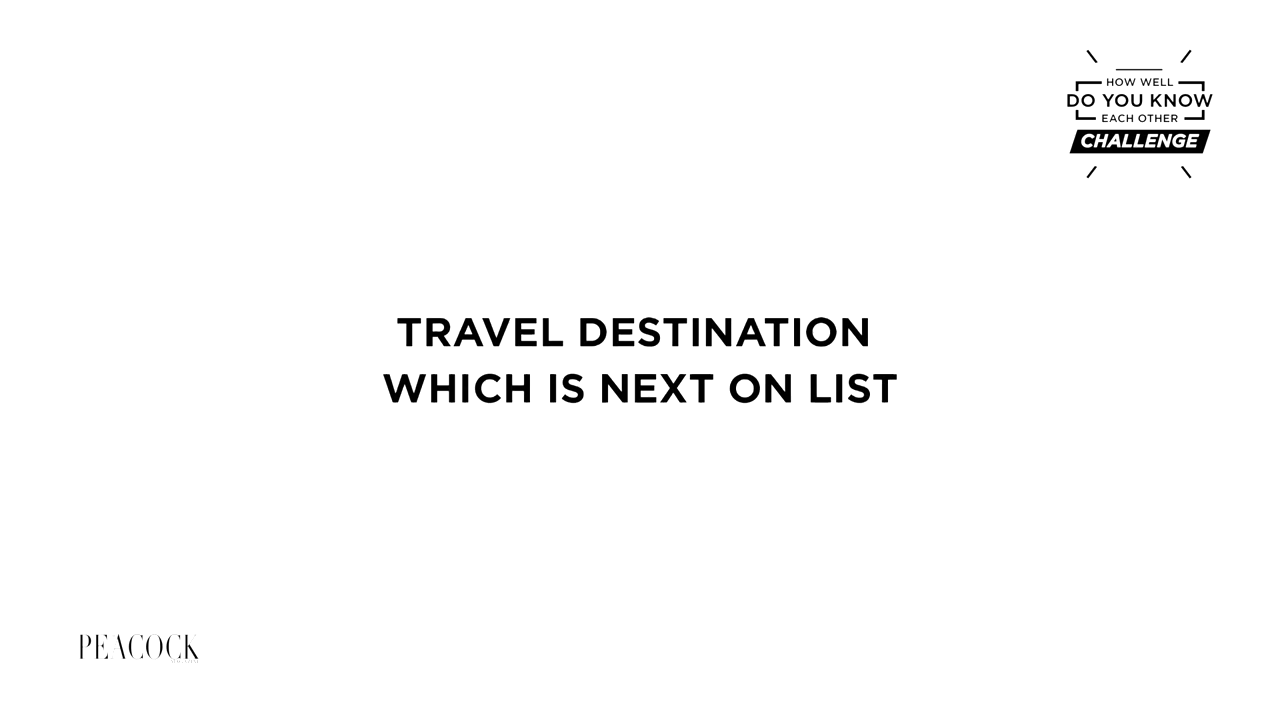 HOW WELL
DO YOU KNOW
EACH OTHER
CHALLENGE
TRAVEL DESTINATION
WHICH IS NEXT ON LIST
PEACOCK